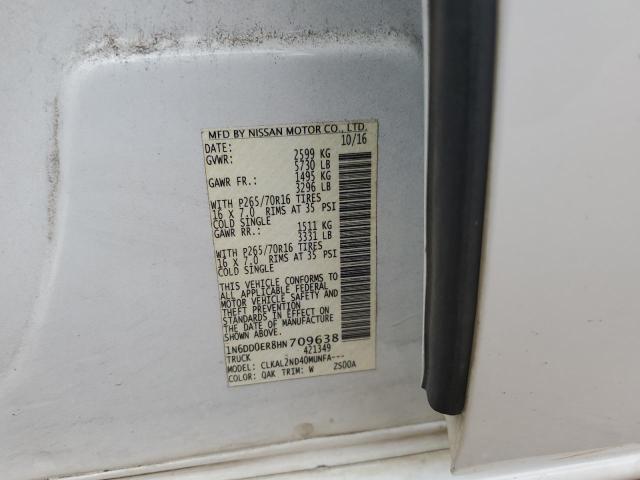 MFD BY NISSAN MOTOR CO., LTD.
DATE: 10/16
GVWR: 2599 KG
5730 LB
GAWR FR.: 1495 KG
3296 LB
WITH P265/70R16 TIRES
16 X 7.0 RIMS AT 35 PSI
COLD SINGLE
GAWR RR.: 1511 KG
3331 LB
WITH P265/70R16 TIRES
16 X 7.0 RIMS AT 35 PSI
COLD SINGLE
THIS VEHICLE CONFORMS TO
ALL APPLICABLE FEDERAL
MOTOR VEHICLE SAFETY AND
THEFT PREVENTION
STANDARDS IN EFFECT ON
THE DATE OF MANUFACTURE
SHOWN ABOVE.
1N6DD0ER8HN709638
TRUCK 421349
MODEL: CLKAL2ND40MUNFA---
COLOR: QAK TRIM: W ZSDOA